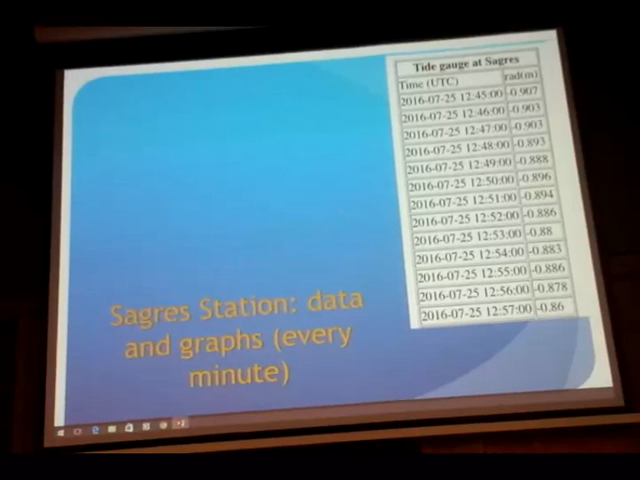 Tide gauge at Sagres
Time (UTC) rad(m)
2016-07-25 12:45:00 -0.907
2016-07-25 12:46:00 -0.903
2016-07-25 12:47:00 -0.903
2016-07-25 12:48:00 -0.893
2016-07-25 12:49:00 -0.888
2016-07-25 12:50:00 -0.896
2016-07-25 12:51:00 -0.894
2016-07-25 12:52:00 -0.886
2016-07-25 12:53:00 -0.88
2016-07-25 12:54:00 -0.883
2016-07-25 12:55:00 -0.886
2016-07-25 12:56:00 -0.878
2016-07-25 12:57:00 -0.86
Sagres Station: data
and graphs (every
minute)